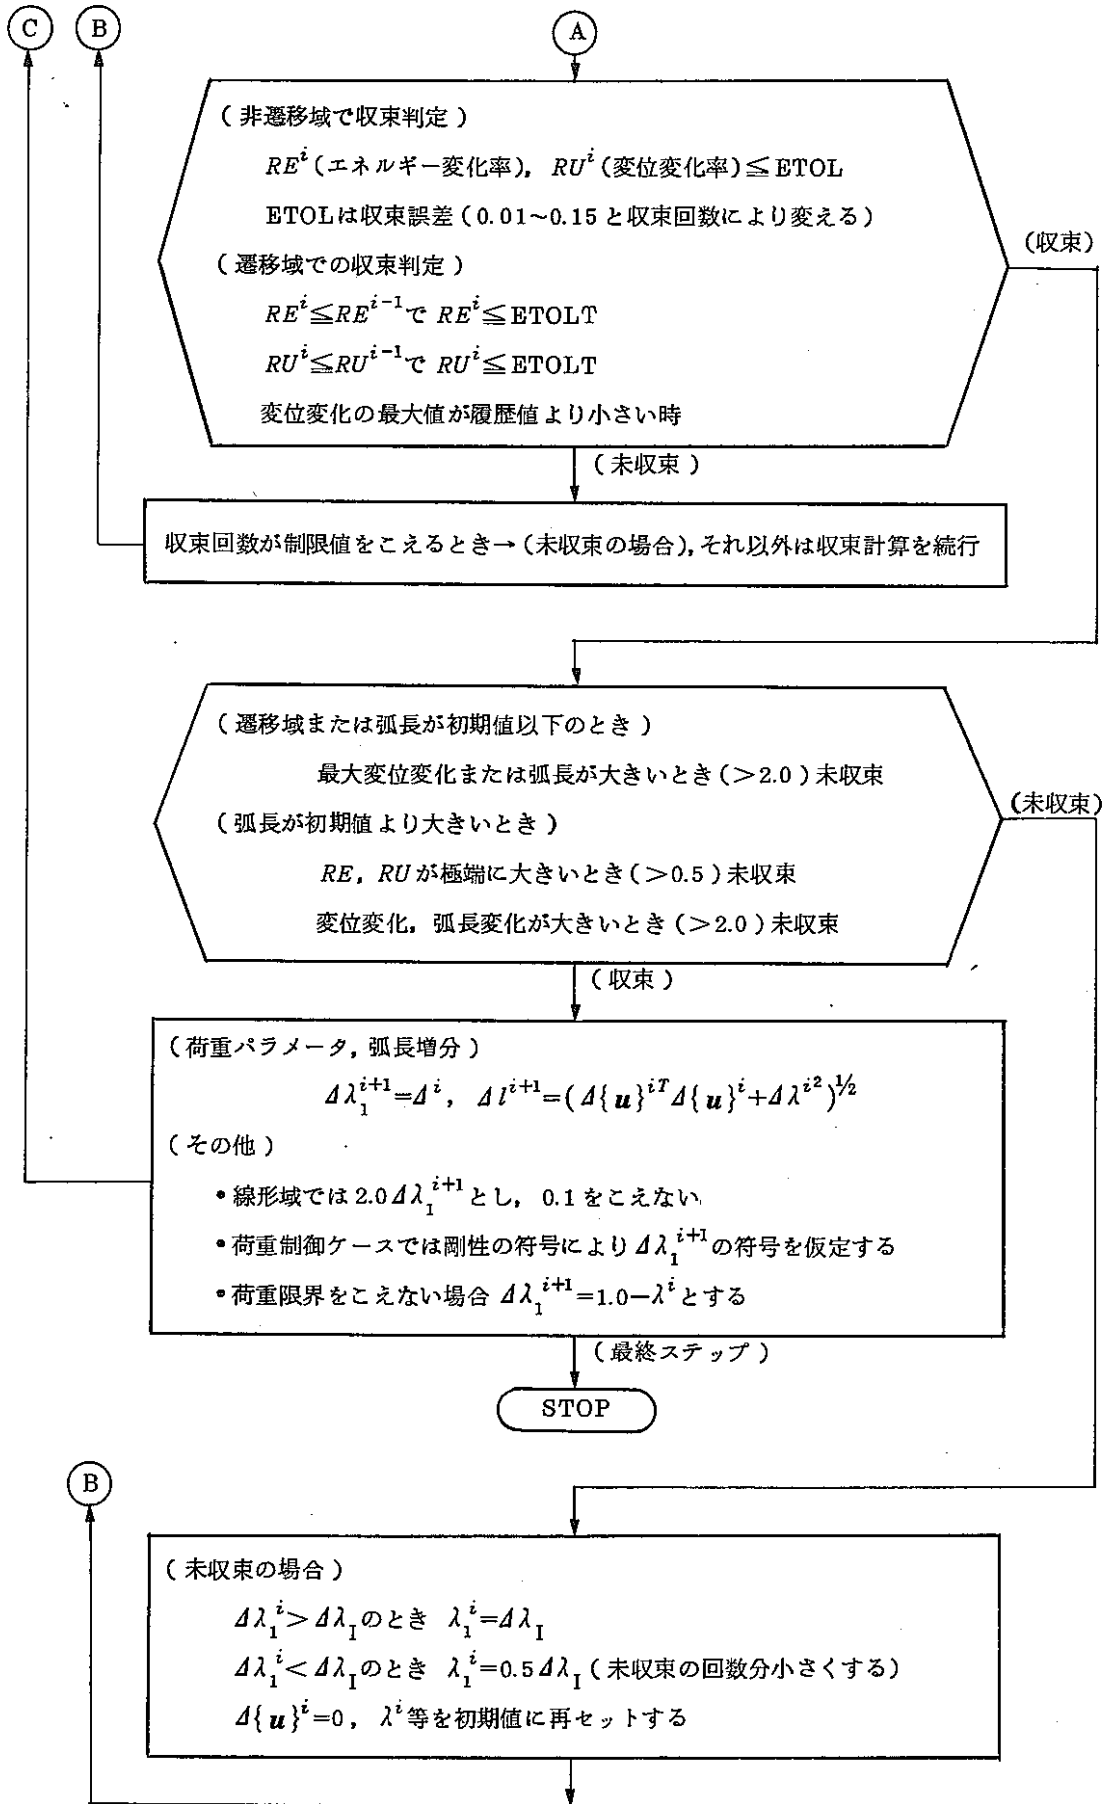 C
B
A
(非遷移域で収束判定)
RE^i(エネルギー変化率), RU^i(変位変化率)≦ETOL
ETOLは収束誤差(0.01~0.15と収束回数により変える)
(収束)
(遷移域での収束判定)
RE^i≦RE^{i-1}で RE^i≦ETOLT
RU^i≦RU^{i-1}で RU^i≦ETOLT
変位変化の最大値が履歴値より小さい時
(未収束)
収束回数が制限値をこえるとき→(未収束の場合),それ以外は収束計算を続行
(遷移域または弧長が初期値以下のとき)
最大変位変化または弧長が大きいとき(>2.0)未収束
(未収束)
(弧長が初期値より大きいとき)
RE, RUが極端に大きいとき(>0.5)未収束
変位変化, 弧長変化が大きいとき(>2.0)未収束
(収束)
(荷重パラメータ, 弧長増分)
Δλ_1^{i+1}=Δ^i, Δl^{i+1}=(Δ{u}^{iT}Δ{u}^i+Δλ^{i2})^{1/2}
(その他)
•線形域では2.0Δλ_1^{i+1}とし, 0.1をこえない
•荷重制御ケースでは剛性の符号によりΔλ_1^{i+1}の符号を仮定する
•荷重限界をこえない場合 Δλ_1^{i+1}=1.0−λ^iとする
(最終ステップ)
STOP
B
(未収束の場合)
Δλ_1^i>Δλ_Iのとき λ_1^i=Δλ_I
Δλ_1^i<Δλ_Iのとき λ_1^i=0.5Δλ_I(未収束の回数分小さくする)
Δ{u}^i=0, λ^i等を初期値に再セットする